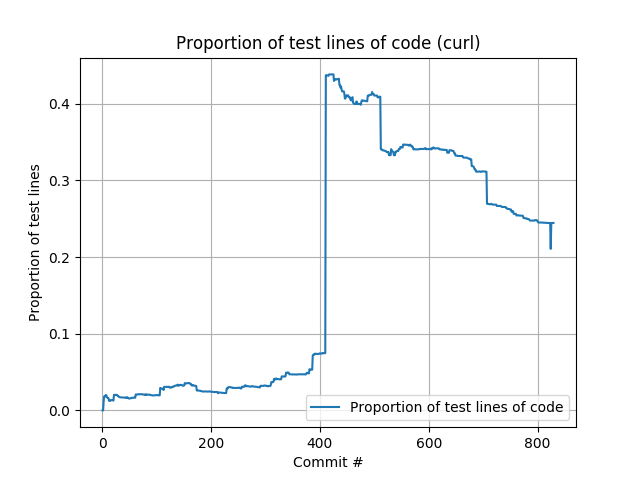 Proportion of test lines of code (curl)
Proportion of test lines
0.4
0.3
0.2
0.1
0.0
Proportion of test lines of code
0 200 400 600 800
Commit #